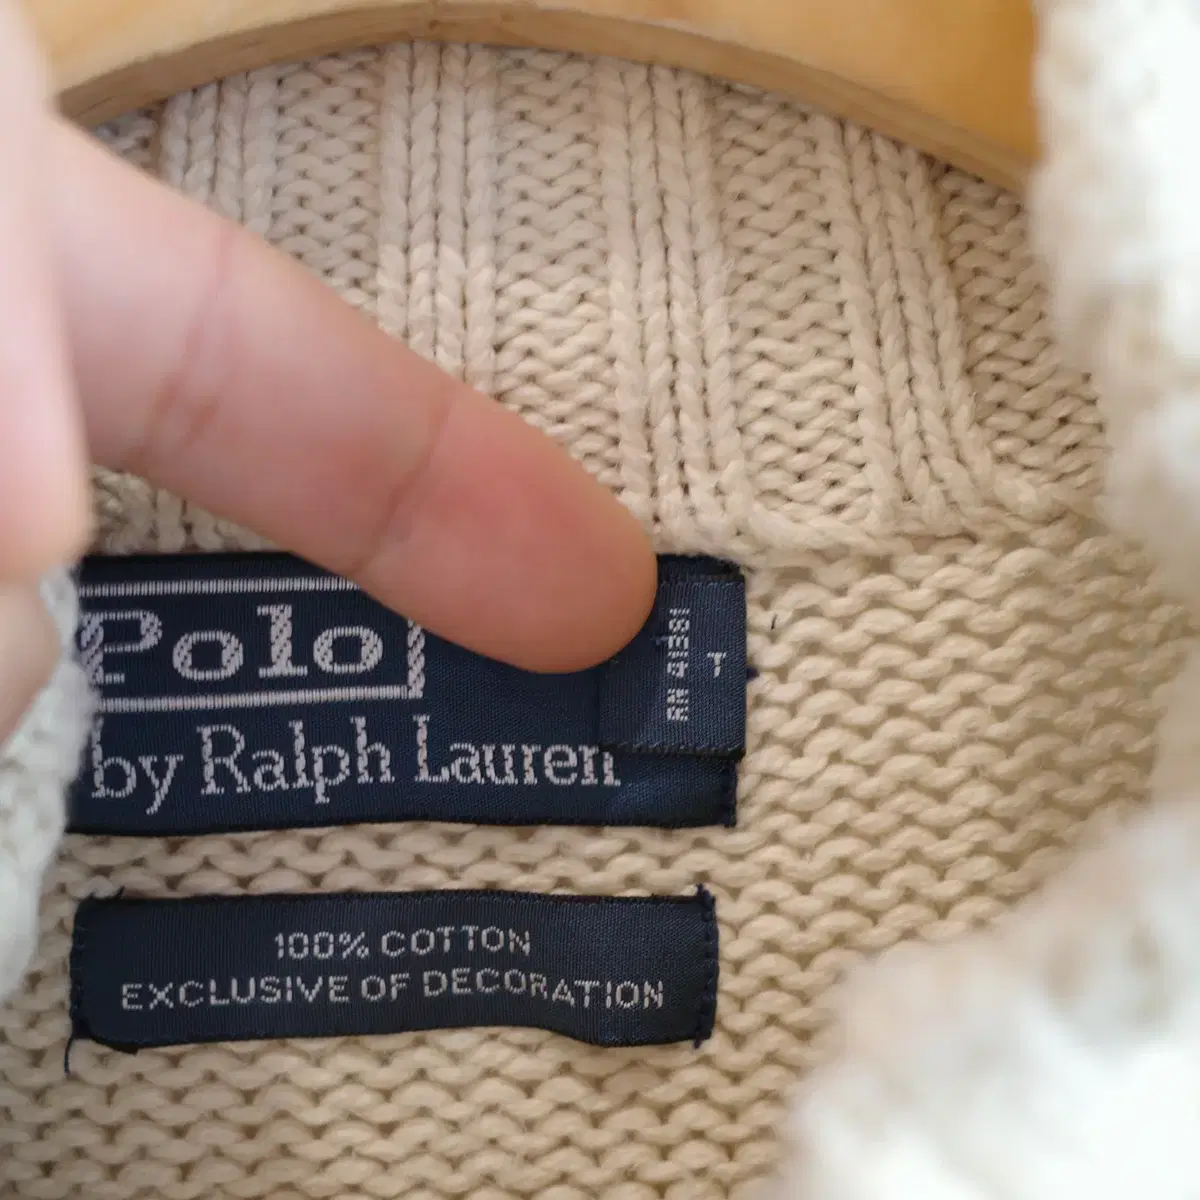 Polo
by Ralph Lauren
RN 41381
T
100% COTTON
EXCLUSIVE OF DECORATION